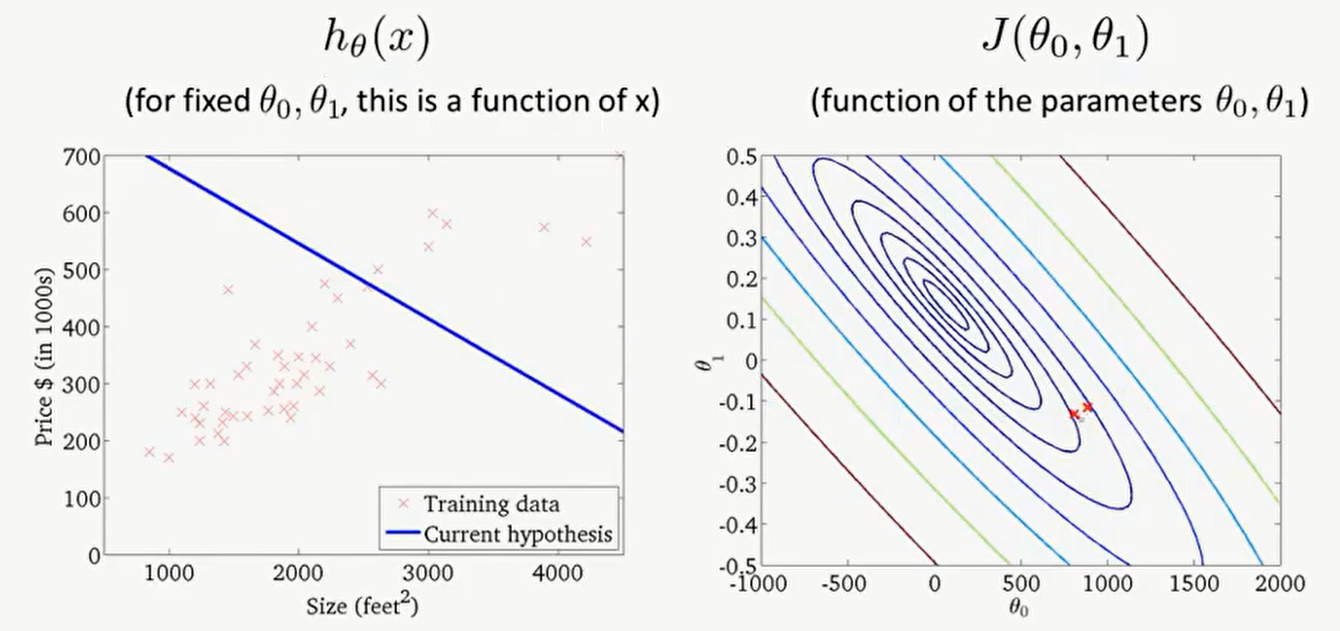 hθ(x)
(for fixed θ₀, θ₁, this is a function of x)
700
600
500
400
300
200
100
0
Price $ (in 1000s)
1000 2000 3000 4000
Size (feet²)
Training data
Current hypothesis
J(θ₀, θ₁)
(function of the parameters θ₀, θ₁)
0.5
0.4
0.3
0.2
0.1
0
-0.1
-0.2
-0.3
-0.4
-0.5
θ₁
-1000 -500 0 500 1000 1500 2000
θ₀